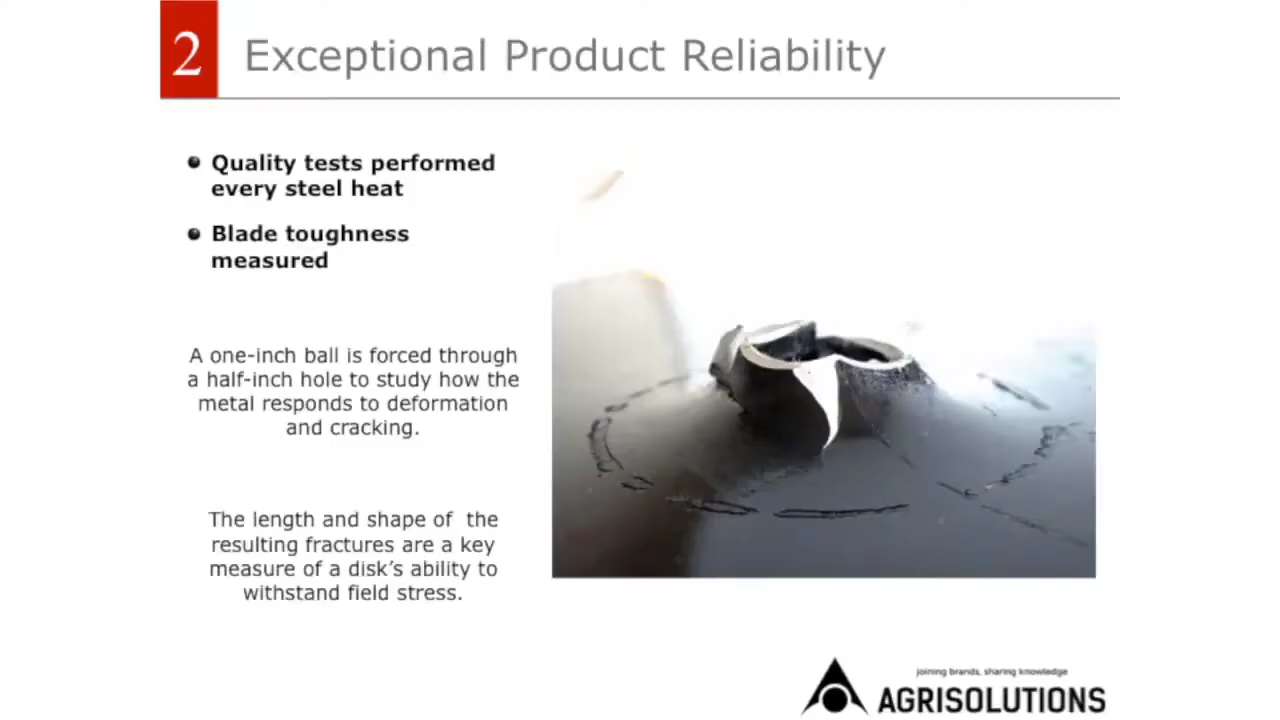 2
Exceptional Product Reliability
Quality tests performed
every steel heat
Blade toughness
measured
A one-inch ball is forced through
a half-inch hole to study how the
metal responds to deformation
and cracking.
The length and shape of the
resulting fractures are a key
measure of a disk’s ability to
withstand field stress.
joining brands, sharing knowledge
AGRISOLUTIONS